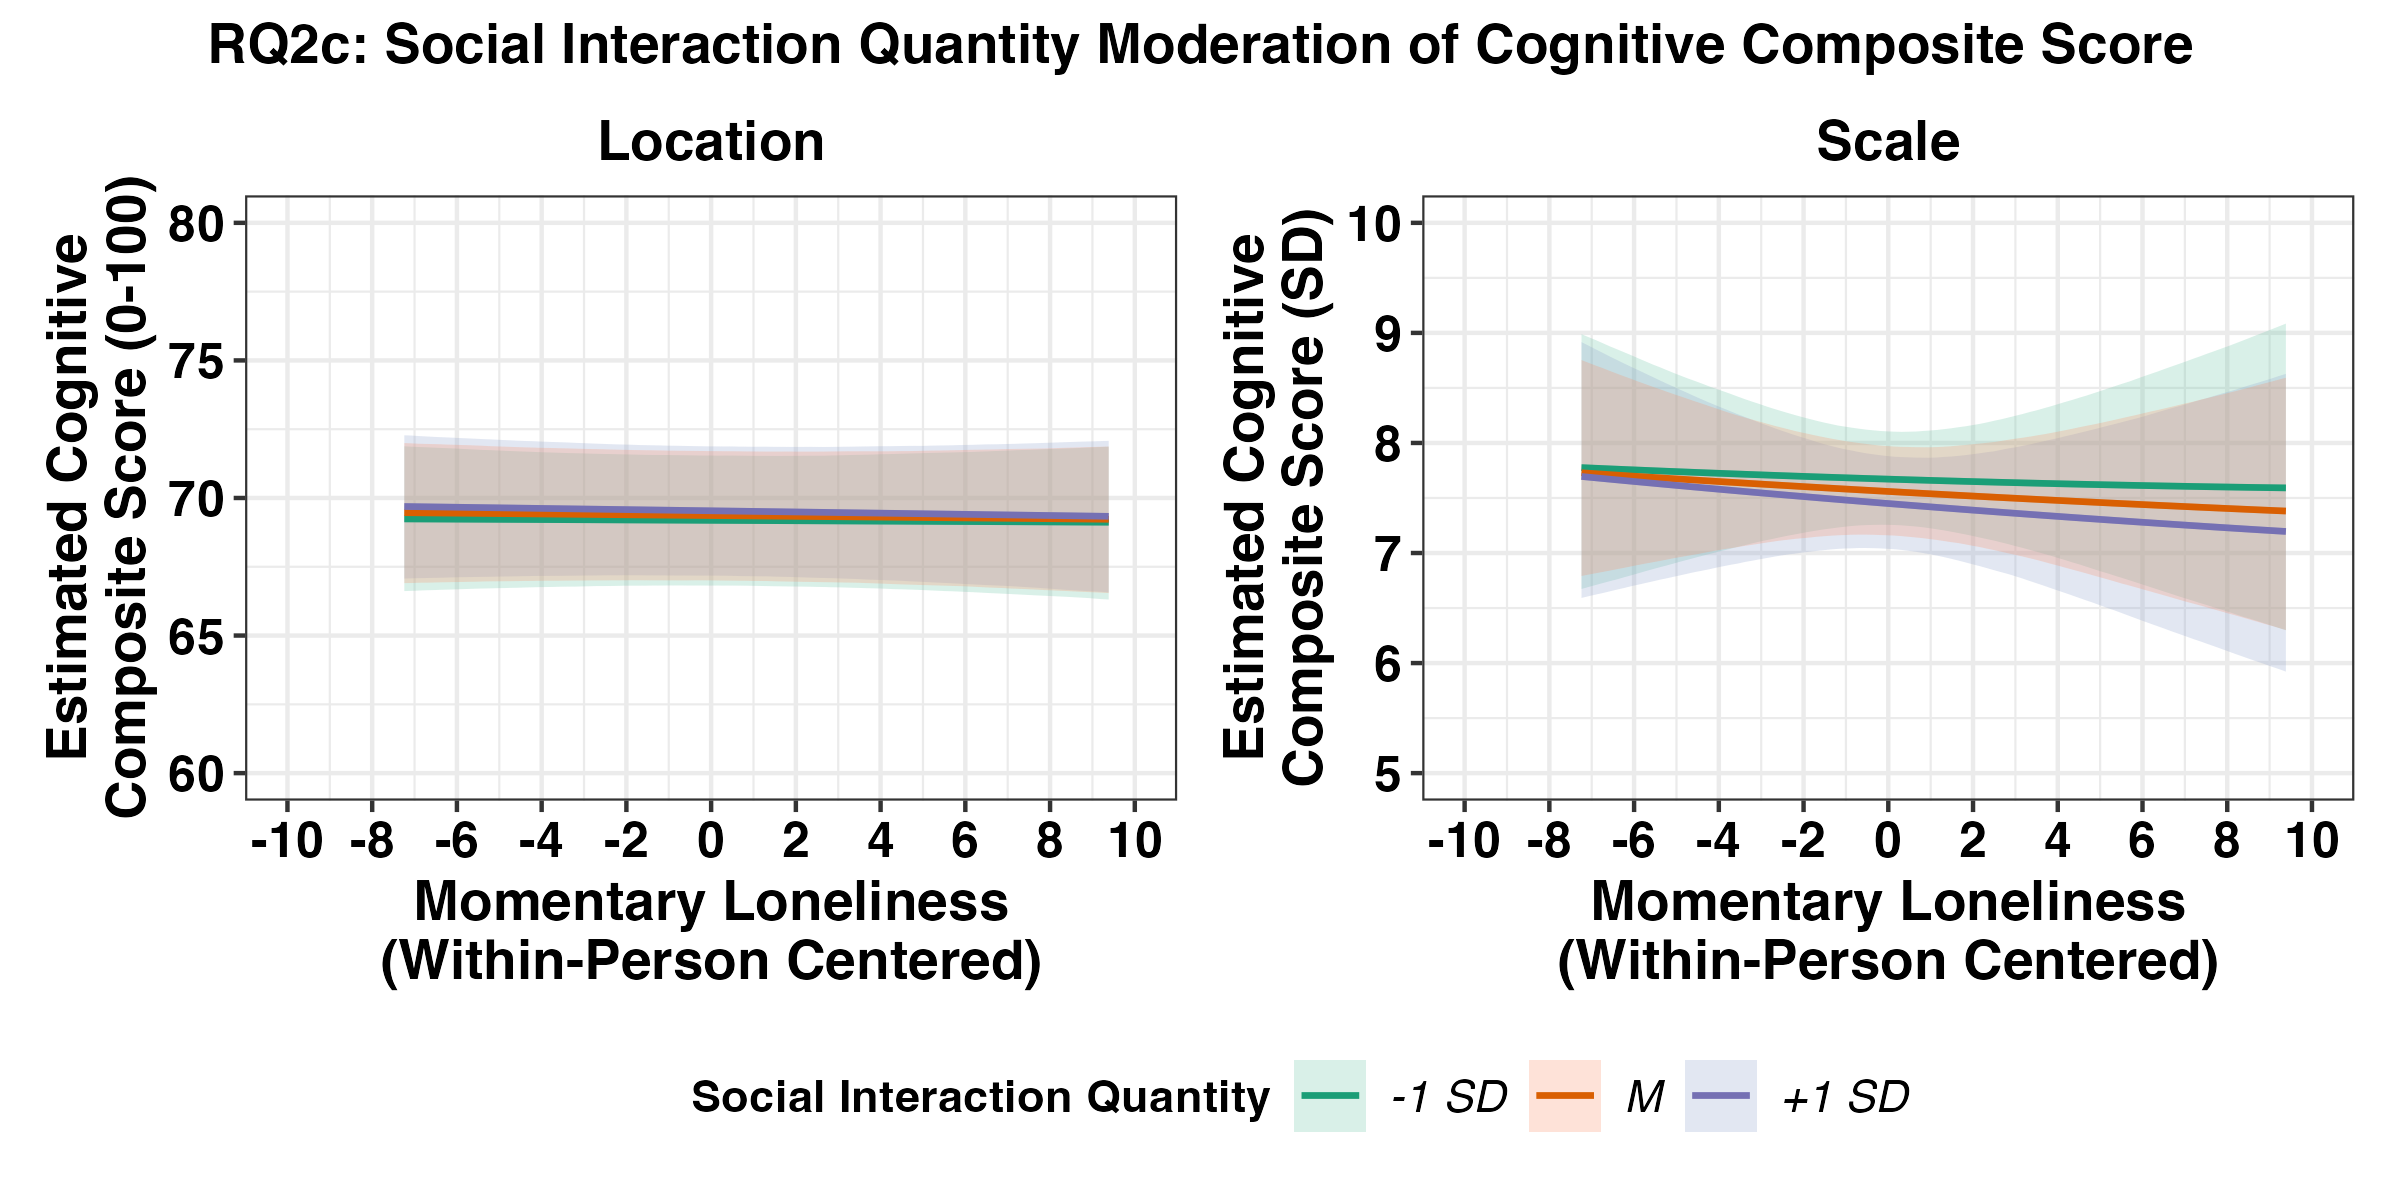 RQ2c: Social Interaction Quantity Moderation of Cognitive Composite Score
Location
Estimated Cognitive
Composite Score (0-100)
80
75
70
65
60
-10 -8 -6 -4 -2 0 2 4 6 8 10
Momentary Loneliness
(Within-Person Centered)
Scale
Estimated Cognitive
Composite Score (SD)
10
9
8
7
6
5
-10 -8 -6 -4 -2 0 2 4 6 8 10
Momentary Loneliness
(Within-Person Centered)
Social Interaction Quantity -1 SD M +1 SD